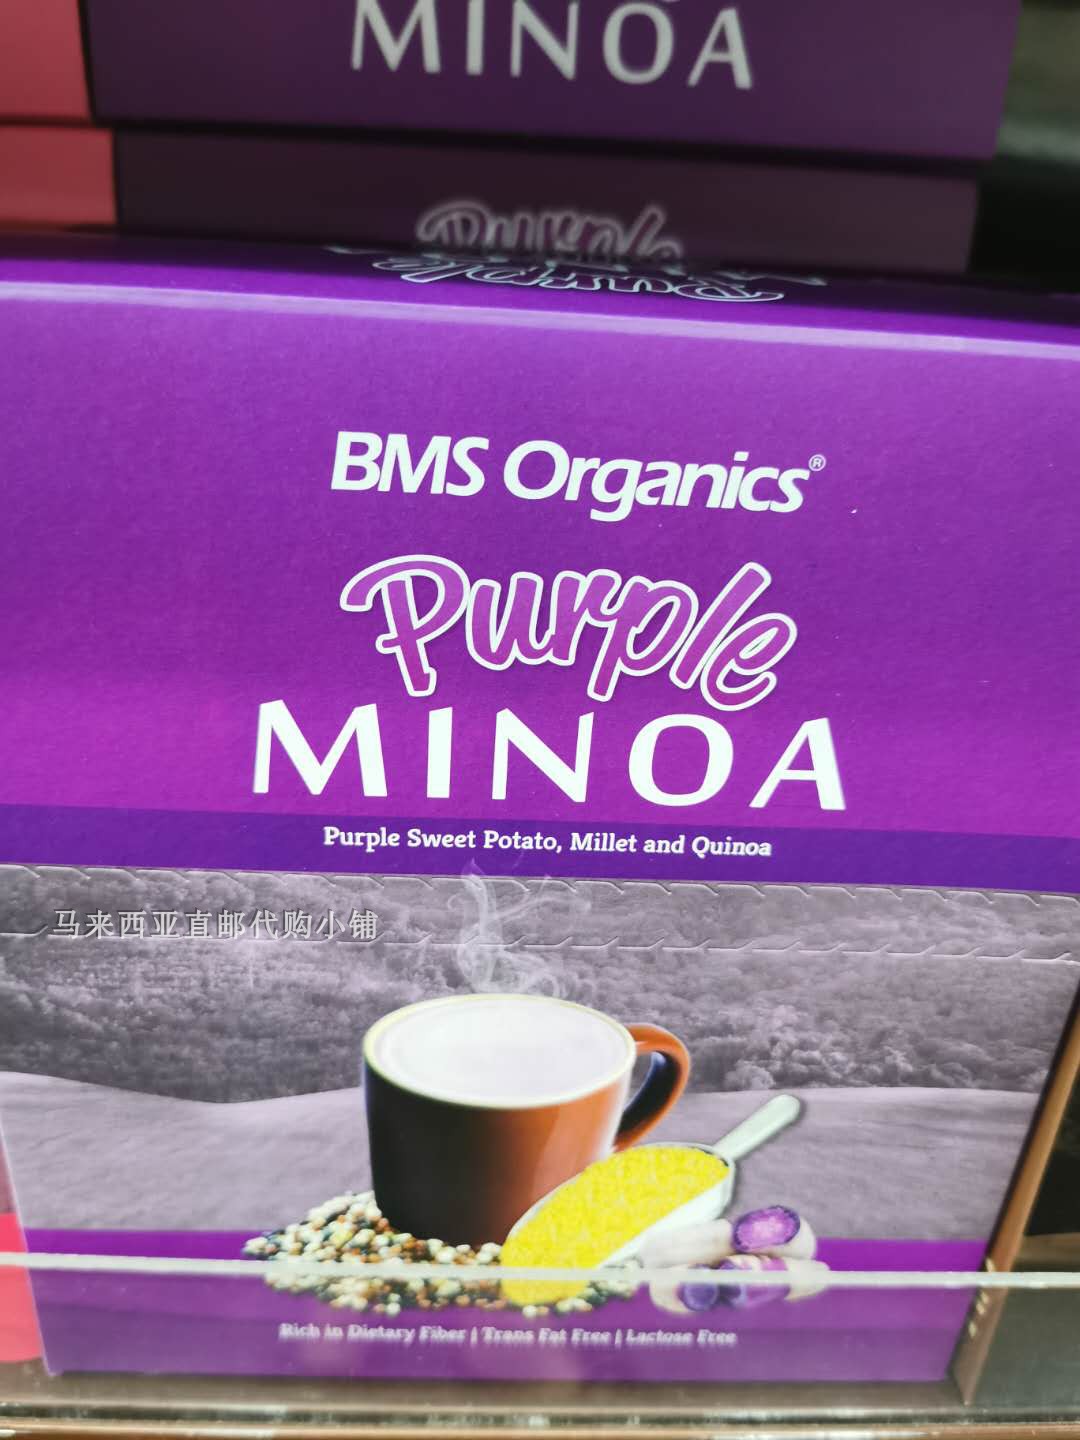 MINOA
Purple
Purple
BMS Organics®
Purple
MINOA
Purple Sweet Potato, Millet and Quinoa
马来西亚直邮代购小铺
Rich in Dietary Fiber | Trans Fat Free | Lactose Free